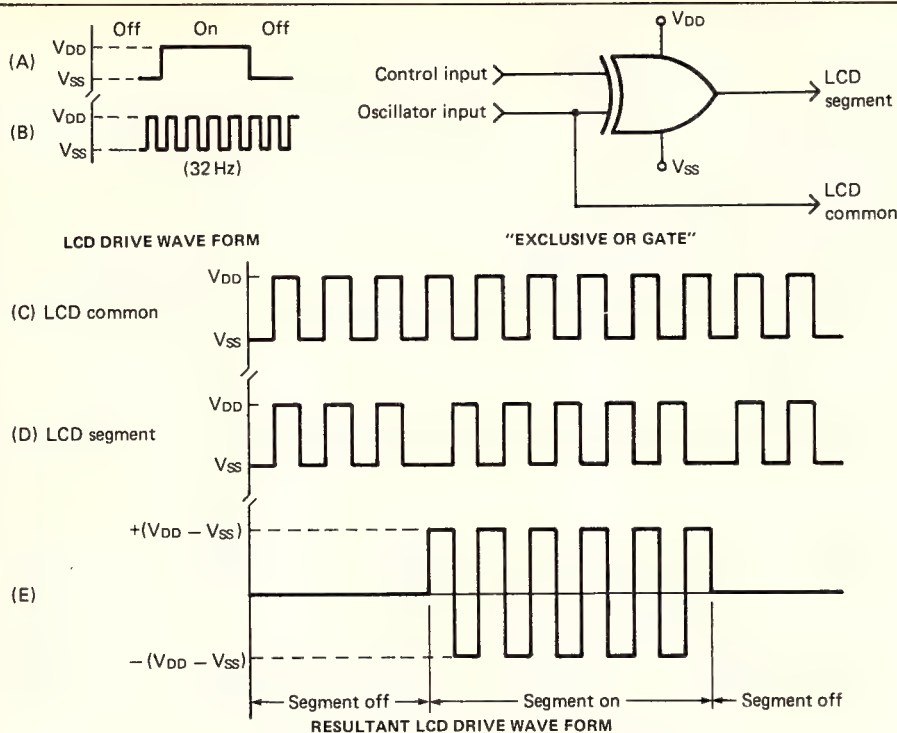 Off On Off
(A) VDD
VSS
(B) VDD
VSS
(32 Hz)
VDD
Control input
Oscillator input
LCD
segment
VSS
LCD
common
LCD DRIVE WAVE FORM
"EXCLUSIVE OR GATE"
VDD
(C) LCD common
VSS
VDD
(D) LCD segment
VSS
+(VDD − VSS)
(E)
−(VDD − VSS)
Segment off Segment on Segment off
RESULTANT LCD DRIVE WAVE FORM